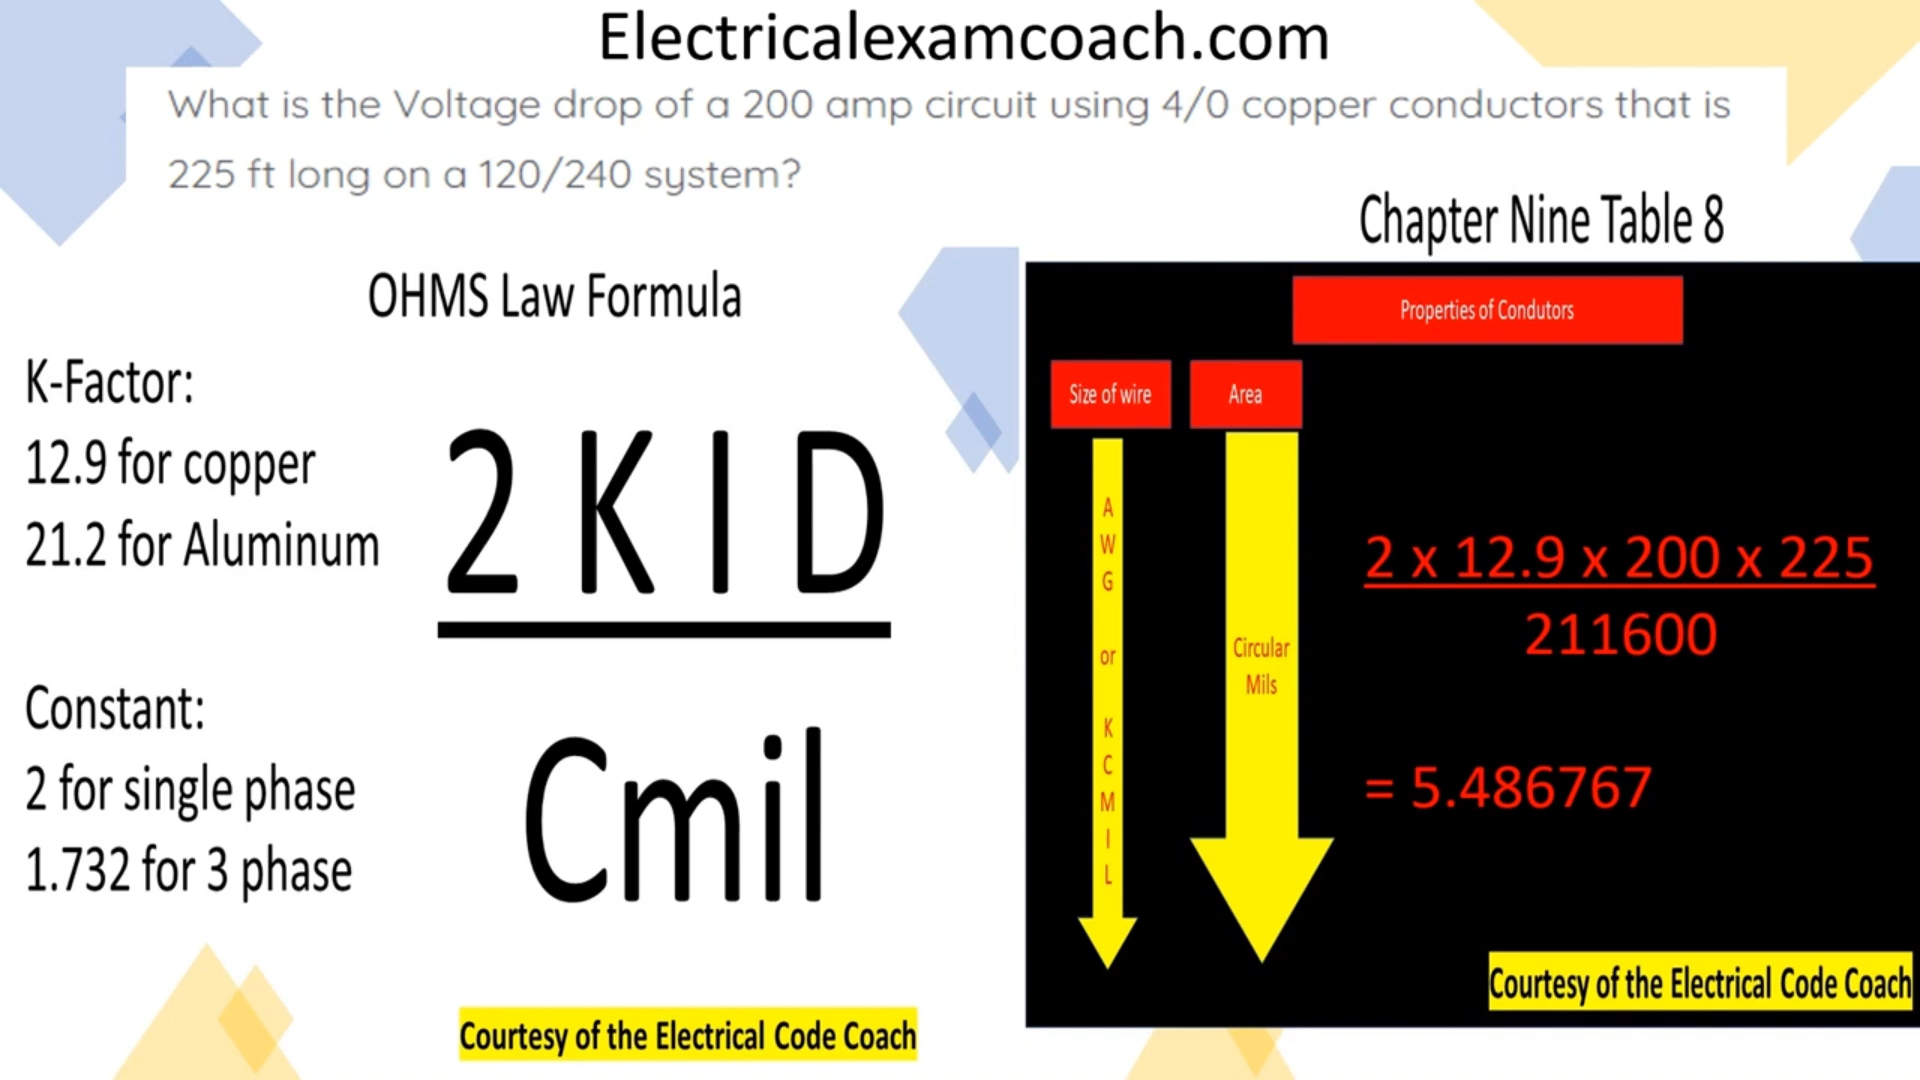 Electricalexamcoach.com
What is the Voltage drop of a 200 amp circuit using 4/0 copper conductors that is
225 ft long on a 120/240 system?
OHMS Law Formula
K-Factor:
12.9 for copper
21.2 for Aluminum
Constant:
2 for single phase
1.732 for 3 phase
2 K I D
Cmil
Courtesy of the Electrical Code Coach
Chapter Nine Table 8
Properties of Condutors
Size of wire
Area
A
W
G
or
K
C
M
I
L
Circular
Mils
2 x 12.9 x 200 x 225
211600
= 5.486767
Courtesy of the Electrical Code Coach